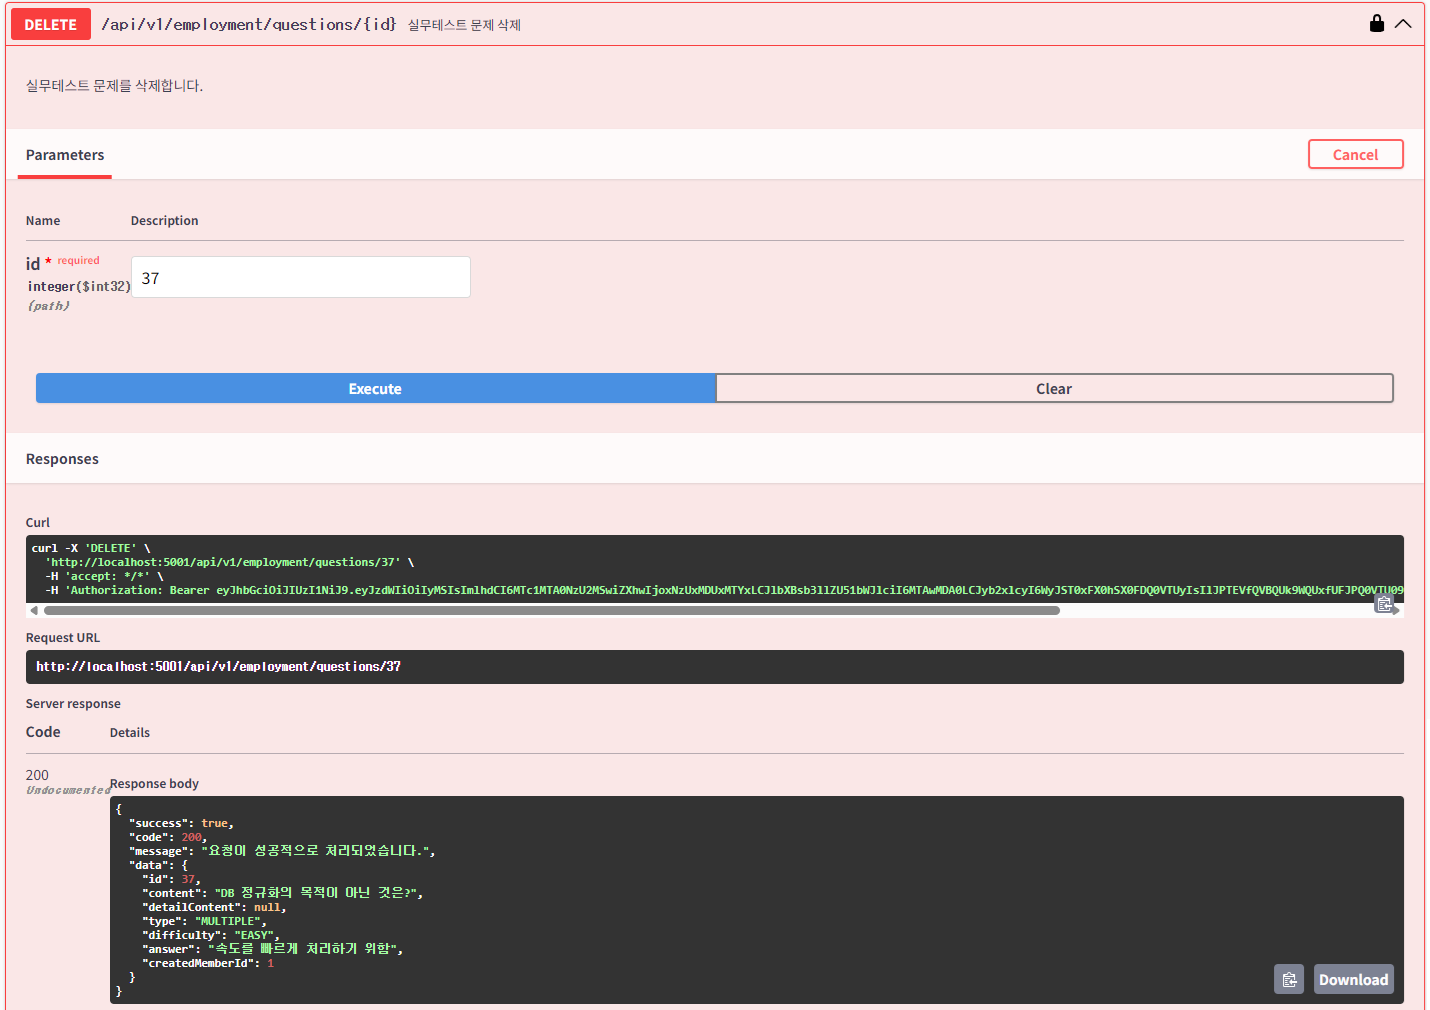 DELETE /api/v1/employment/questions/{id} 실무테스트 문제 삭제
실무테스트 문제를 삭제합니다.
Parameters
Cancel
Name Description
id * required
integer($int32)
(path)
37
Execute
Clear
Responses
Curl
curl -X 'DELETE' \
'http://localhost:5001/api/v1/employment/questions/37' \
-H 'accept: */*' \
-H 'Authorization: Bearer
Request URL
http://localhost:5001/api/v1/employment/questions/37
Server response
Code Details
200
Undocumented
Response body
{
"success": true,
"code": 200,
"message": "요청이 성공적으로 처리되었습니다.",
"data": {
"id": 37,
"content": "DB 정규화의 목적이 아닌 것은?",
"detailContent": null,
"type": "MULTIPLE",
"difficulty": "EASY",
"answer": "속도를 빠르게 처리하기 위함",
"createdMemberId": 1
}
}
Download